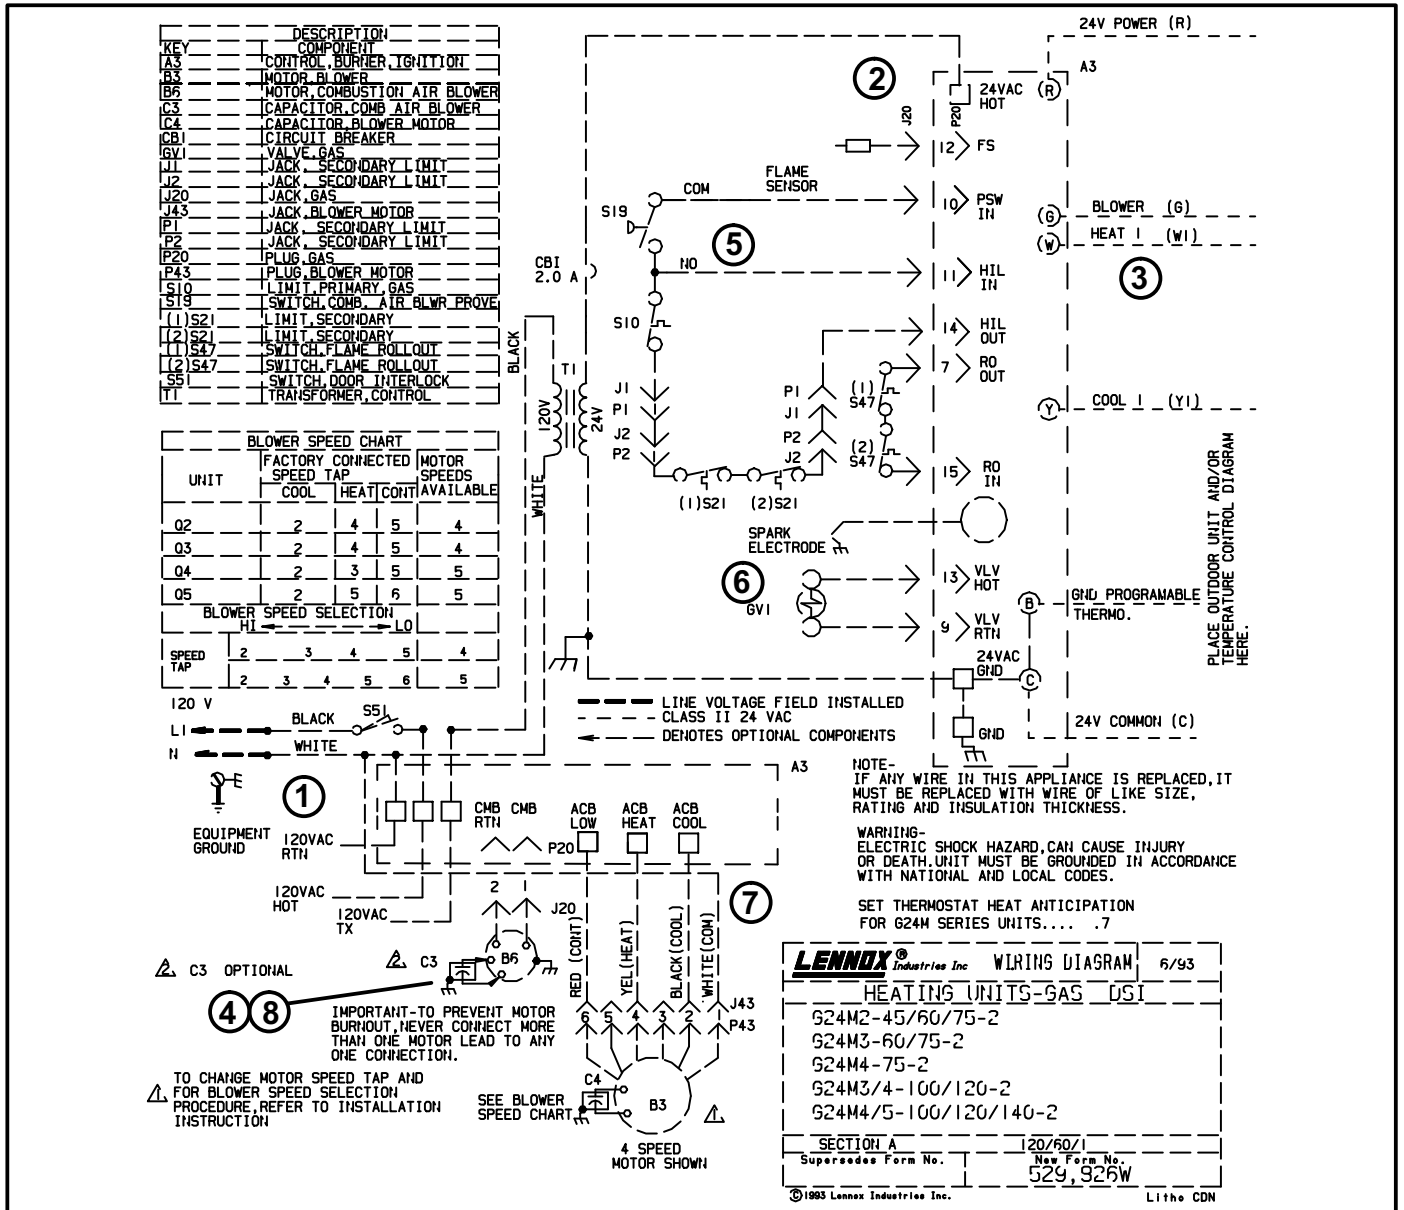 DESCRIPTION
KEY COMPONENT
A3 CONTROL,BURNER,IGNITION
B3 MOTOR,BLOWER
B6 MOTOR,COMBUSTION AIR BLOWER
C3 CAPACITOR,COMB AIR BLOWER
C4 CAPACITOR,BLOWER MOTOR
CB1 CIRCUIT BREAKER
GV1 VALVE,GAS
J1 JACK, SECONDARY LIMIT
J2 JACK, SECONDARY LIMIT
J20 JACK,GAS
J43 JACK,BLOWER MOTOR
P1 JACK, SECONDARY LIMIT
P2 JACK, SECONDARY LIMIT
P20 PLUG,GAS
P43 PLUG,BLOWER MOTOR
S10 LIMIT,PRIMARY,GAS
S19 SWITCH,COMB. AIR BLWR PROVE
(1)S21 LIMIT,SECONDARY
(2)S21 LIMIT,SECONDARY
(1)S47 SWITCH,FLAME ROLLOUT
(2)S47 SWITCH,FLAME ROLLOUT
S51 SWITCH,DOOR INTERLOCK
T1 TRANSFORMER,CONTROL
BLOWER SPEED CHART
UNIT
FACTORY CONNECTED
SPEED TAP
MOTOR
SPEEDS
AVAILABLE
COOL HEAT CONT
Q2 2 4 5 4
Q3 2 4 5 4
Q4 2 3 5 5
Q5 2 5 6 5
BLOWER SPEED SELECTION
HI LO
SPEED
TAP
2 3 4 5 4
2 3 4 5 6 5
24V POWER (R)
A3
2
J20
P20
24VAC
HOT
R
12 FS
FLAME
SENSOR
COM
10 PSW
IN
S19
5
G BLOWER (G)
W HEAT 1 (W1)
3
NO
11 HIL
IN
CB1
2.0 A
BLACK
S10
14 HIL
OUT
7 RO
OUT
T1
120V
24V
J1
P1
J2
P2
P1
J1
P2
J2
(1)
S47
(2)
S47
Y COOL 1 (Y1)
15 RO
IN
(1)S21 (2)S21
WHITE
SPARK
ELECTRODE
6
GV1
13 VLV
HOT
9 VLV
RTN
B GND PROGRAMABLE
THERMO.
PLACE OUTDOOR UNIT AND/OR
TEMPERATURE CONTROL DIAGRAM
HERE.
24VAC
GND
C
GND
24V COMMON (C)
LINE VOLTAGE FIELD INSTALLED
CLASS II 24 VAC
DENOTES OPTIONAL COMPONENTS
120 V
L1 BLACK S51
N WHITE
1
EQUIPMENT
GROUND
120VAC
RTN
120VAC
HOT
120VAC
TX
A3
CMB
RTN
CMB
P20
ACB
LOW
ACB
HEAT
ACB
COOL
7
2 1
J20
B6
2 C3
2 C3 OPTIONAL
4 8
RED (CONT)
YEL(HEAT)
BLACK(COOL)
WHITE(COM)
J43
6 5 4 3 2 1
P43
IMPORTANT-TO PREVENT MOTOR
BURNOUT,NEVER CONNECT MORE
THAN ONE MOTOR LEAD TO ANY
ONE CONNECTION.
1 TO CHANGE MOTOR SPEED TAP AND
FOR BLOWER SPEED SELECTION
PROCEDURE,REFER TO INSTALLATION
INSTRUCTION
C4
SEE BLOWER
SPEED CHART
B3
1
4 SPEED
MOTOR SHOWN
NOTE-
IF ANY WIRE IN THIS APPLIANCE IS REPLACED,IT
MUST BE REPLACED WITH WIRE OF LIKE SIZE,
RATING AND INSULATION THICKNESS.
WARNING-
ELECTRIC SHOCK HAZARD,CAN CAUSE INJURY
OR DEATH.UNIT MUST BE GROUNDED IN ACCORDANCE
WITH NATIONAL AND LOCAL CODES.
SET THERMOSTAT HEAT ANTICIPATION
FOR G24M SERIES UNITS.... .7
LENNOX ® Industries Inc WIRING DIAGRAM 6/93
HEATING UNITS-GAS DSI
G24M2-45/60/75-2
G24M3-60/75-2
G24M4-75-2
G24M3/4-100/120-2
G24M4/5-100/120/140-2
SECTION A 120/60/1
Supersedes Form No. New Form No.
529,926W
©1993 Lennox Industries Inc. Litho CDN